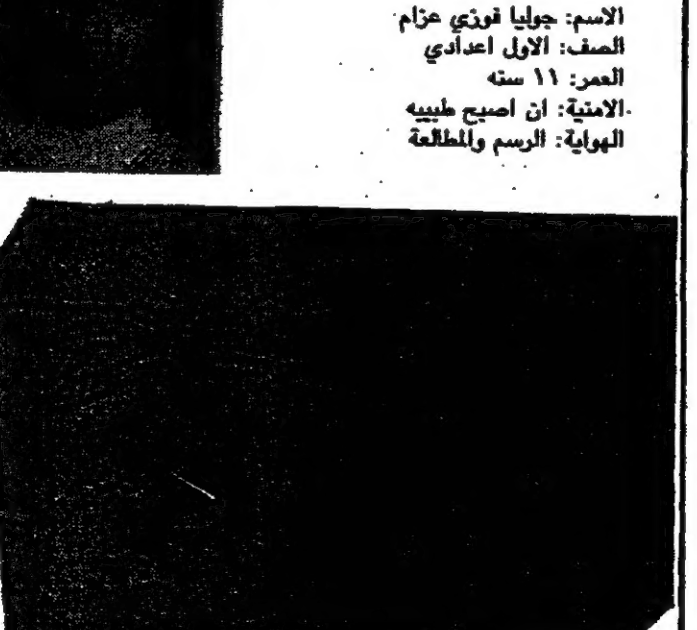 الاسم: جوليا فوزي عزام
الصف: الاول اعدادي
العمر: ١١ سنه
الامنية: ان اصبح طبيبه
الهواية: الرسم والمطالعة